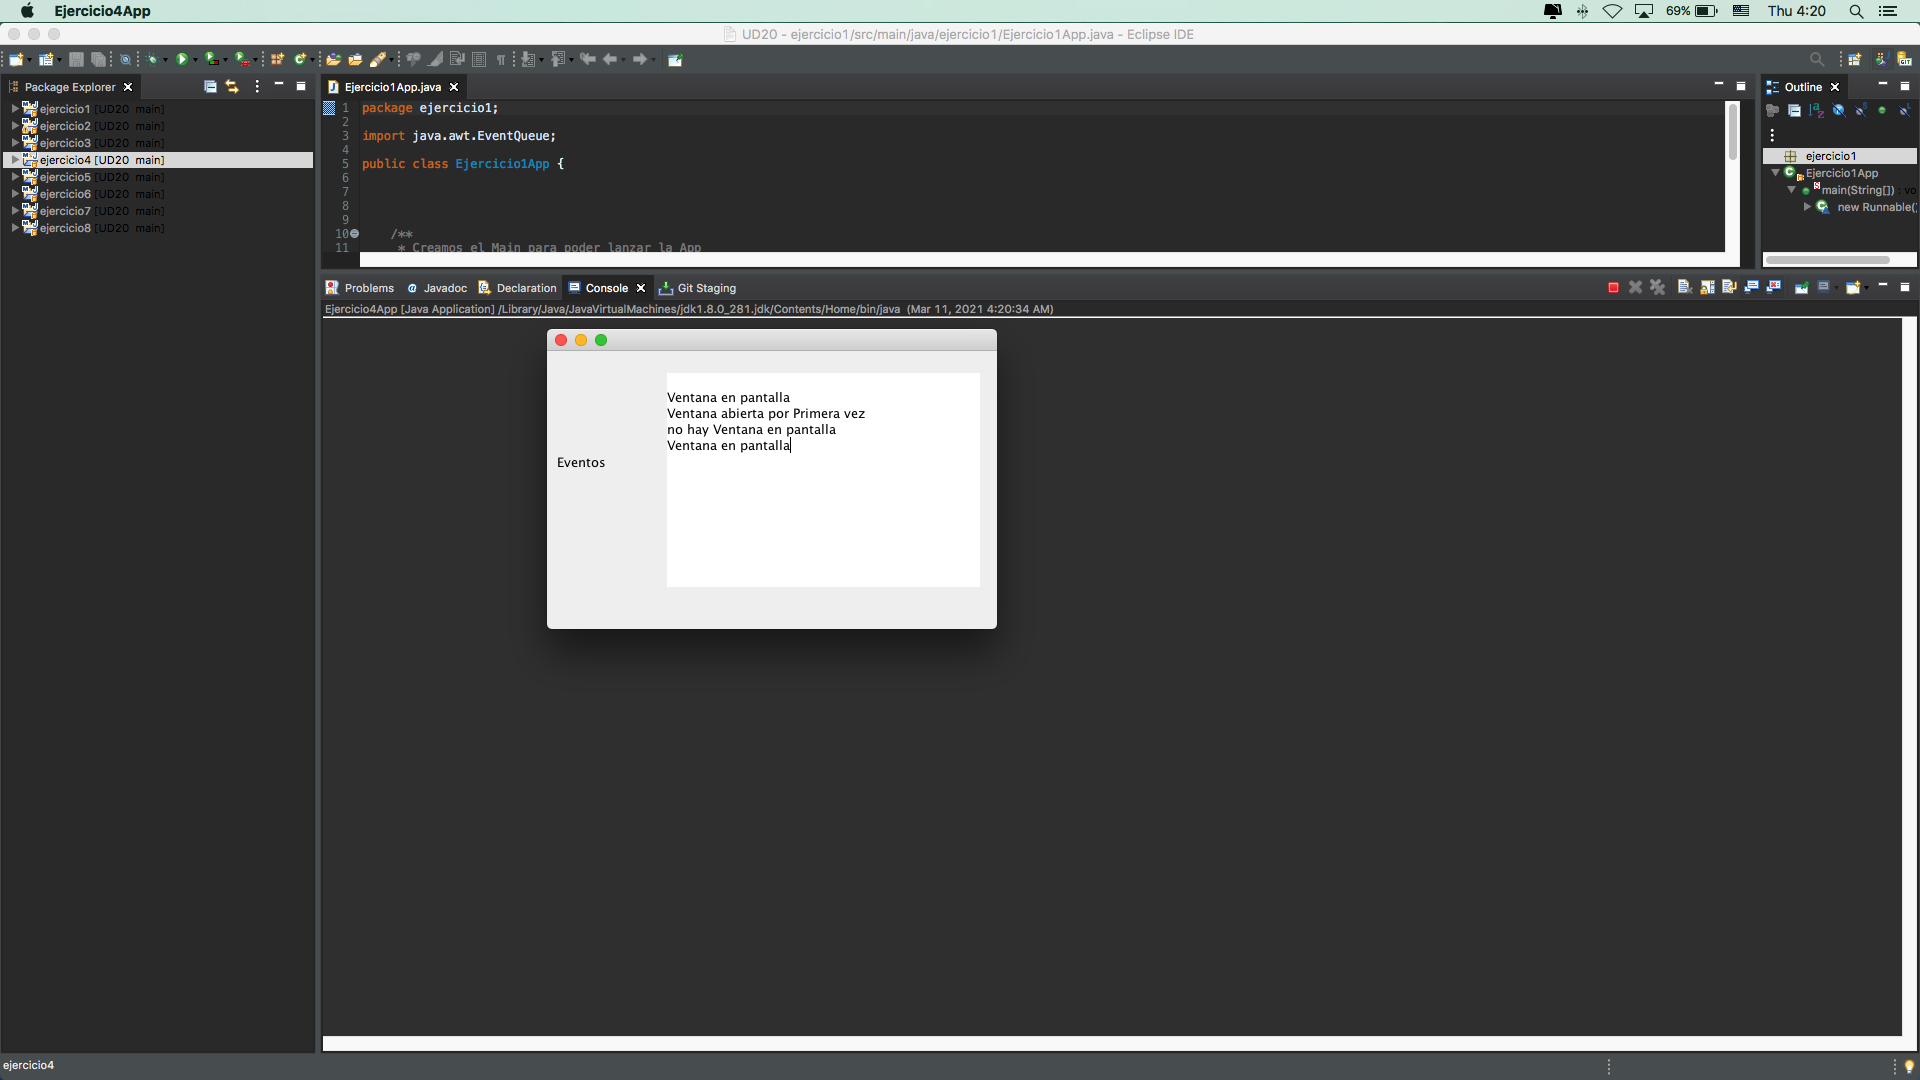 Ejercicio4App
69%
Thu 4:20
UD20 - ejercicio1/src/main/java/ejercicio1/Ejercicio1App.java - Eclipse IDE
Package Explorer
ejercicio1 [UD20 main]
ejercicio2 [UD20 main]
ejercicio3 [UD20 main]
ejercicio4 [UD20 main]
ejercicio5 [UD20 main]
ejercicio6 [UD20 main]
ejercicio7 [UD20 main]
ejercicio8 [UD20 main]
Ejercicio1App.java
1 package ejercicio1;
2
3 import java.awt.EventQueue;
4
5 public class Ejercicio1App {
6
7
8
9
10 /**
11 * Creamos el Main para poder lanzar la App
Outline
ejercicio1
Ejercicio1App
main(String[]) : vo
new Runnable()
Problems
Javadoc
Declaration
Console
Git Staging
Ejercicio4App [Java Application] /Library/Java/JavaVirtualMachines/jdk1.8.0_281.jdk/Contents/Home/bin/java (Mar 11, 2021 4:20:34 AM)
Ventana en pantalla
Ventana abierta por Primera vez
no hay Ventana en pantalla
Ventana en pantalla
Eventos
ejercicio4